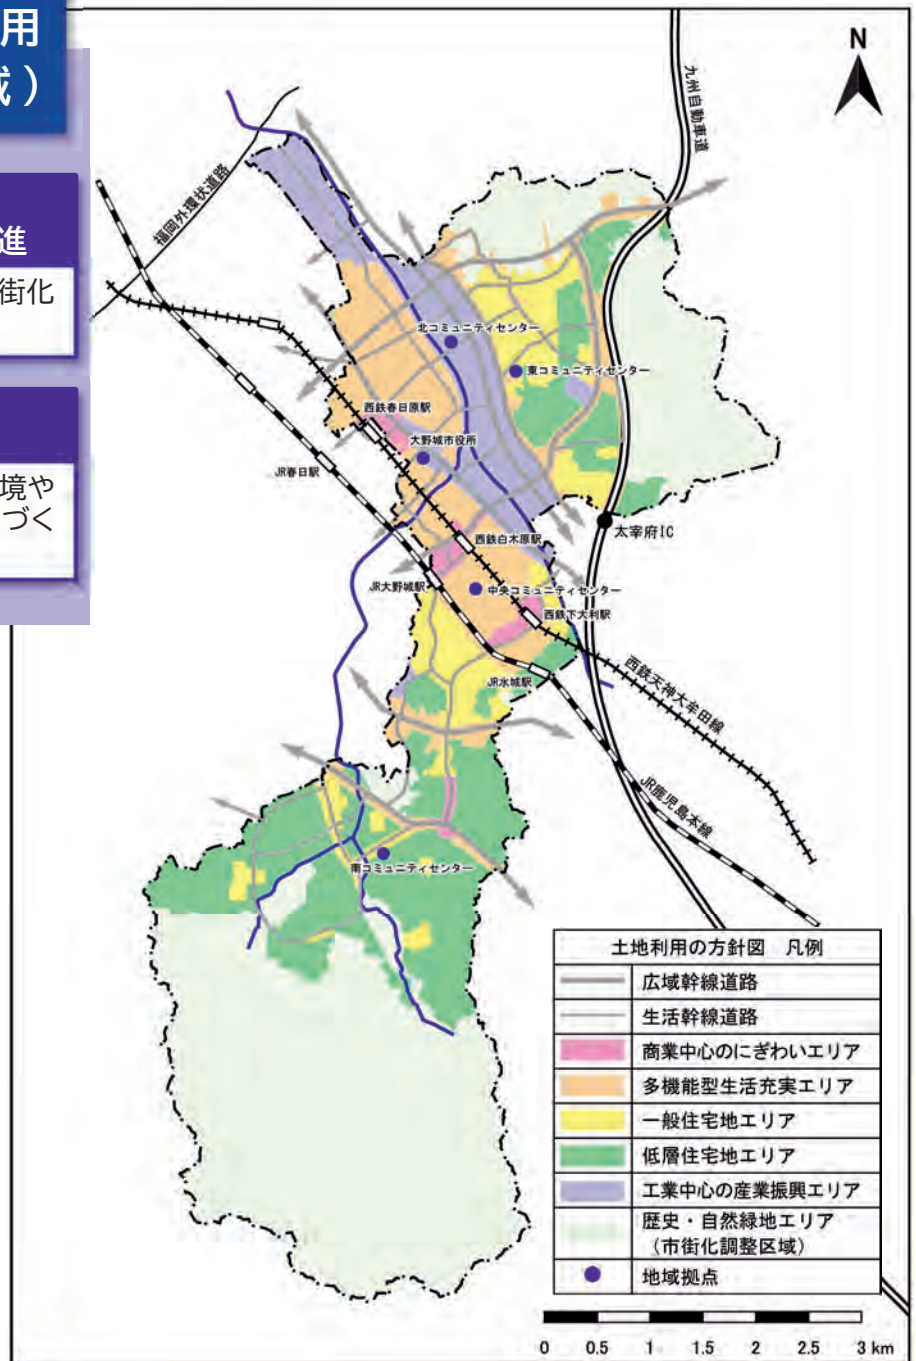 用
域）
進
街化
境や
づく
N
九州自動車道
福岡外環状道路
北コミュニティセンター
東コミュニティセンター
西鉄春日原駅
大野城市役所
JR春日駅
太宰府IC
西鉄白木原駅
JR大野城駅
中央コミュニティセンター
西鉄下大利駅
JR水城駅
西鉄天神大牟田線
JR鹿児島本線
南コミュニティセンター
土地利用の方針図 凡例
広域幹線道路
生活幹線道路
商業中心のにぎわいエリア
多機能型生活充実エリア
一般住宅地エリア
低層住宅地エリア
工業中心の産業振興エリア
歴史・自然緑地エリア
（市街化調整区域）
地域拠点
0 0.5 1 1.5 2 2.5 3 km